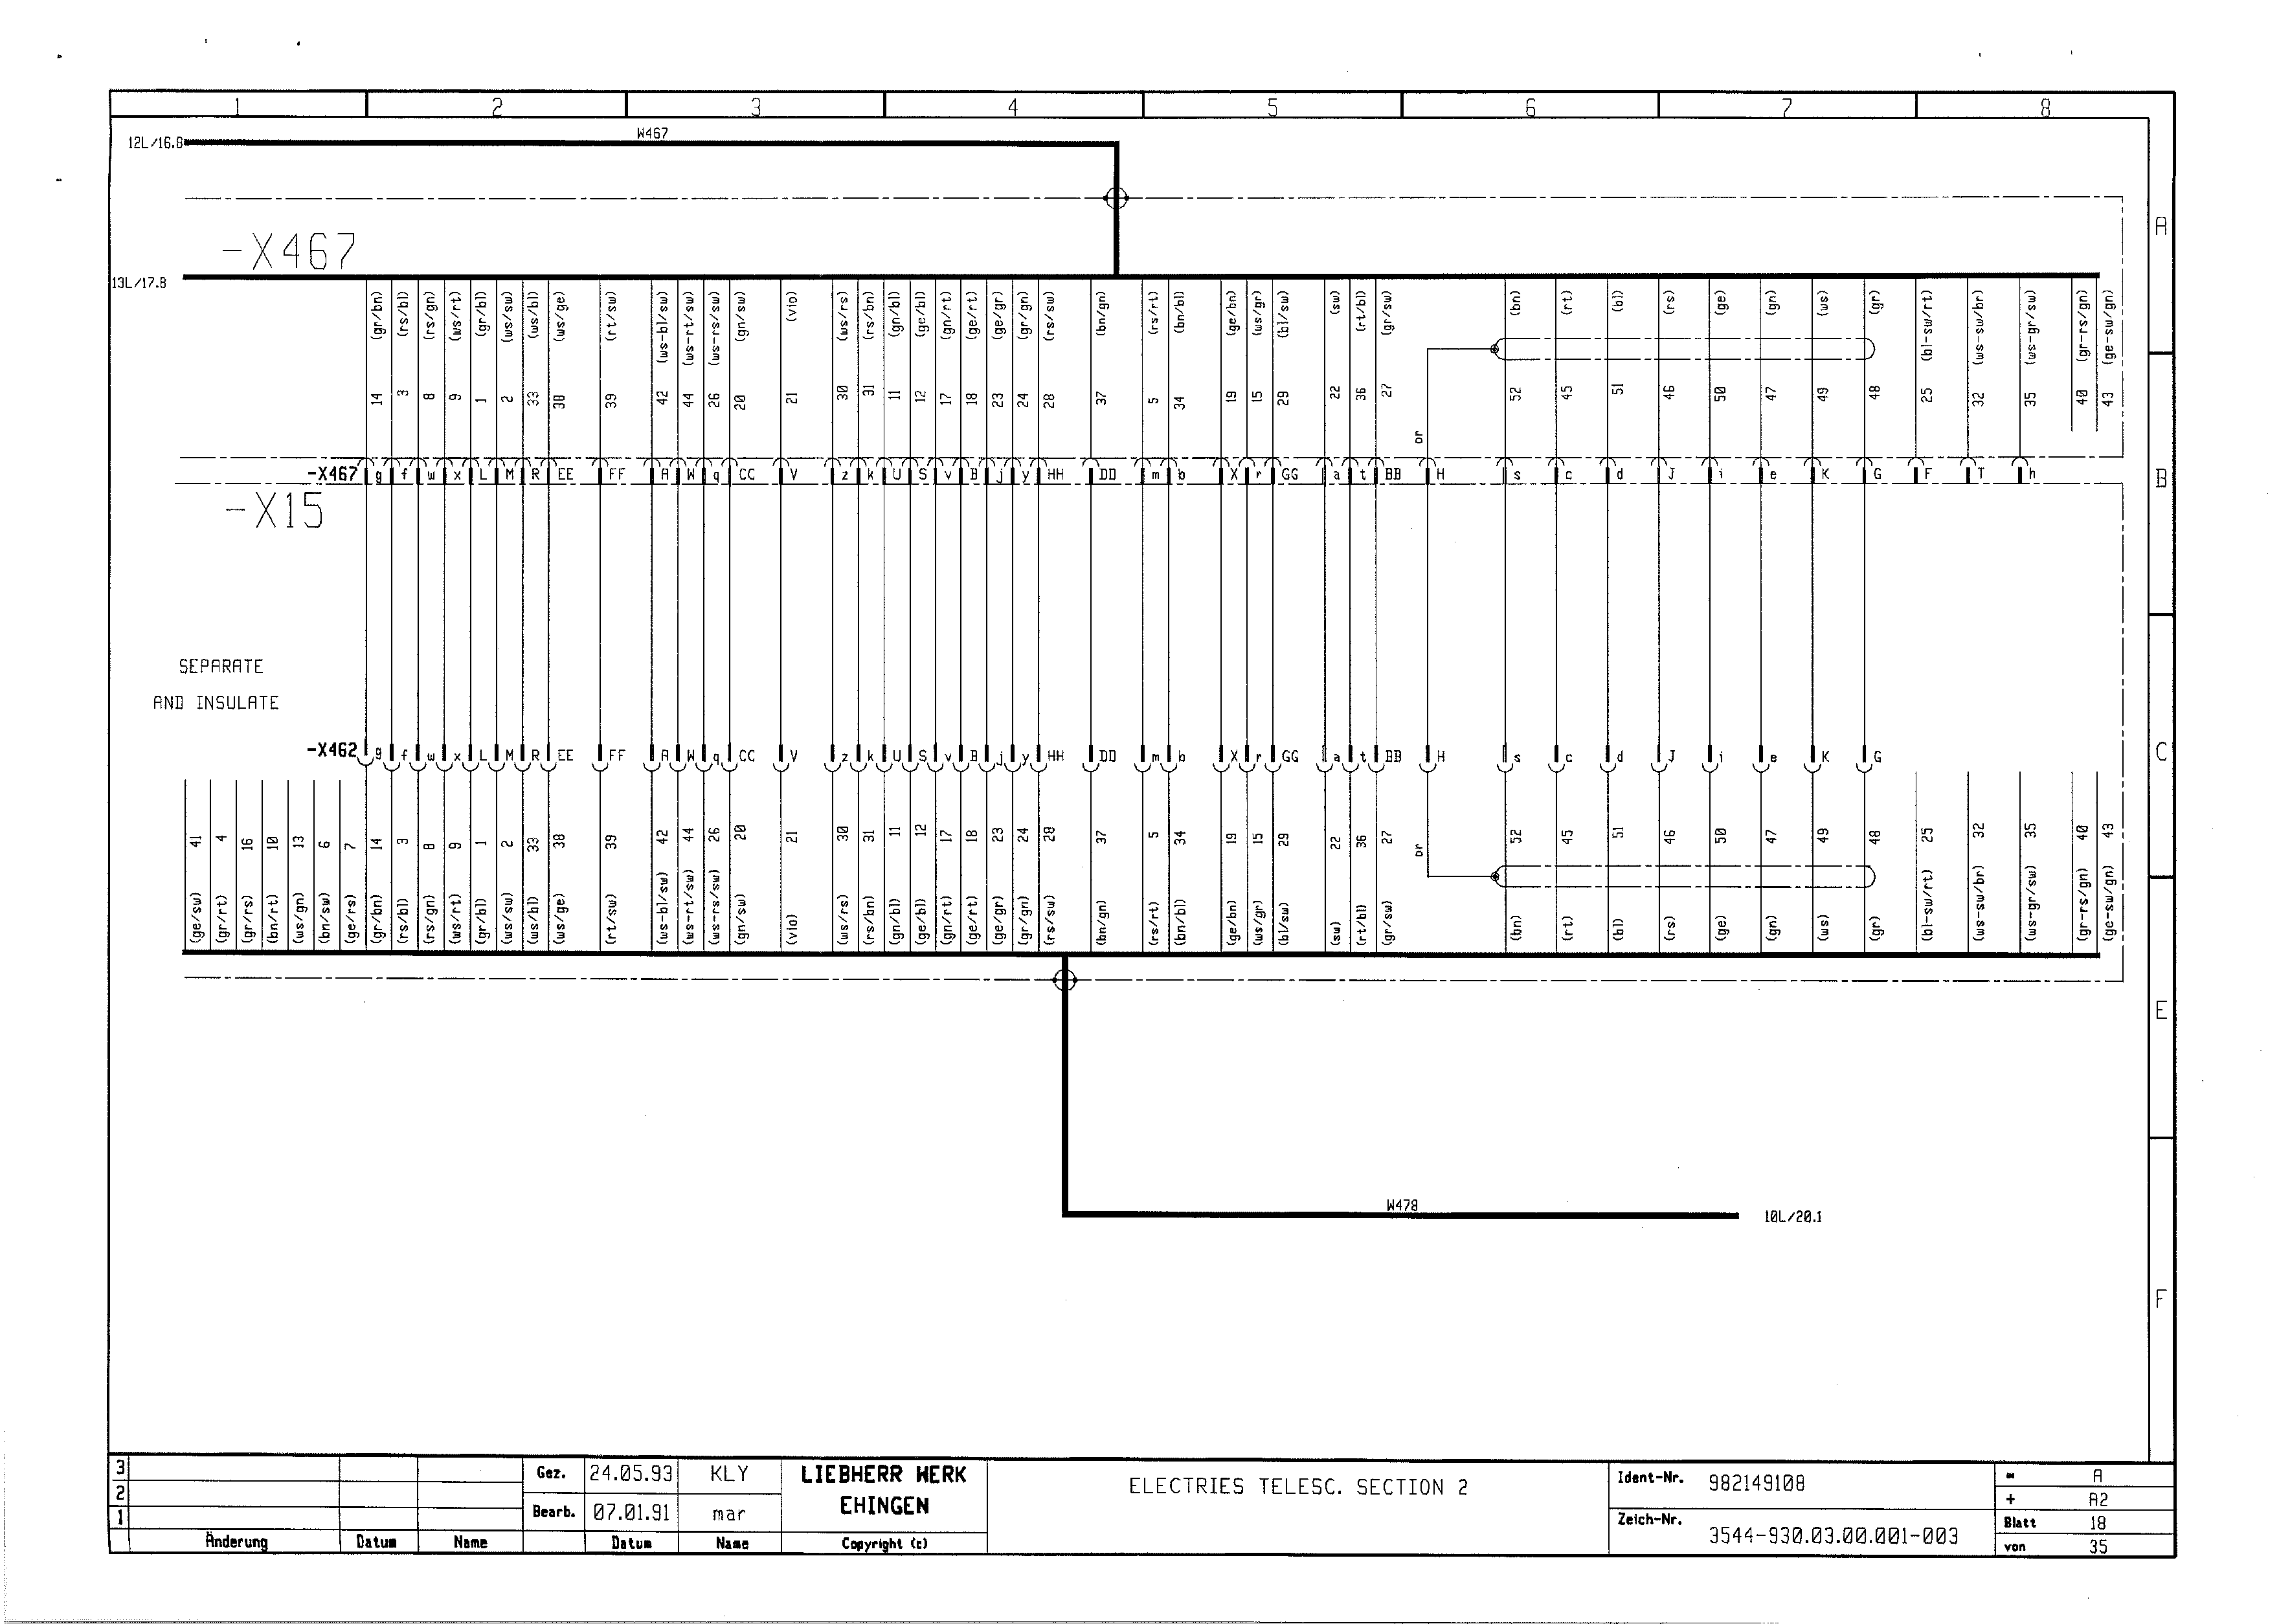 1 2 3 4 5 6 7 8
W467
12L/16.8
A
-X467
13L/17.8
(gr/bn) (rs/bl) (rs/gn) (ws/rt) (gr/bl) (ws/sw) (ws/bl) (ws/ge) (rt/sw) (ws-bl/sw) (ws-rt/sw) (ws-rs/sw) (gn/sw) (vio) (ws/rs) (rs/bn) (gn/bl) (ge/bl) (gn/rt) (ge/rt) (ge/gr) (gr/gn) (rs/sw) (bn/gn) (rs/rt) (bn/bl) (ge/bn) (ws/gr) (bl/sw) (sw) (rt/bl) (gr/sw) (bn) (rt) (bl) (rs) (ge) (gn) (ws) (gr) (bl-sw/rt) (ws-sw/br) (ws-gr/sw) (gr-rs/gn) (ge-sw/gn)
14 3 8 9 1 2 33 38 39 42 44 26 20 21 30 31 11 12 17 18 23 24 28 37 5 34 19 15 29 22 36 27 52 45 51 46 50 47 49 48 25 32 35 40 43
or
-X467 g f w x L M R EE FF A W q CC V z k U S v B j y HH DD m b X r GG a t BB H s c d J i e K G F T h
B
-X15
SEPARATE
AND INSULATE
-X462 g f w x L M R EE FF A W q CC V z k U S v B j y HH DD m b X r GG a t BB H s c d J i e K G
C
41 4 16 10 13 6 7 14 3 8 9 1 2 33 38 39 42 44 26 20 21 30 31 11 12 17 18 23 24 28 37 5 34 19 15 29 22 36 27 52 45 51 46 50 47 49 48 25 32 35 40 43
or
(ge/sw) (gr/rt) (gr/rs) (bn/rt) (ws/gn) (bn/sw) (ge/rs) (gr/bn) (rs/bl) (rs/gn) (ws/rt) (gr/bl) (ws/sw) (ws/bl) (ws/ge) (rt/sw) (ws-bl/sw) (ws-rt/sw) (ws-rs/sw) (gn/sw) (vio) (ws/rs) (rs/bn) (gn/bl) (ge/bl) (gn/rt) (ge/rt) (ge/gr) (gr/gn) (rs/sw) (bn/gn) (rs/rt) (bn/bl) (ge/bn) (ws/gr) (bl/sw) (sw) (rt/bl) (gr/sw) (bn) (rt) (bl) (rs) (ge) (gn) (ws) (gr) (bl-sw/rt) (ws-sw/br) (ws-gr/sw) (gr-rs/gn) (ge-sw/gn)
E
W478
10L/20.1
F
3
2
1
Änderung Datum Name
Gez. 24.05.93 KLY
Bearb. 07.01.91 mar
Datum Name
LIEBHERR WERK
EHINGEN
Copyright (c)
ELECTRIES TELESC. SECTION 2
Ident-Nr. 982149108
Zeich-Nr. 3544-930.03.00.001-003
= A
+ A2
Blatt 18
von 35